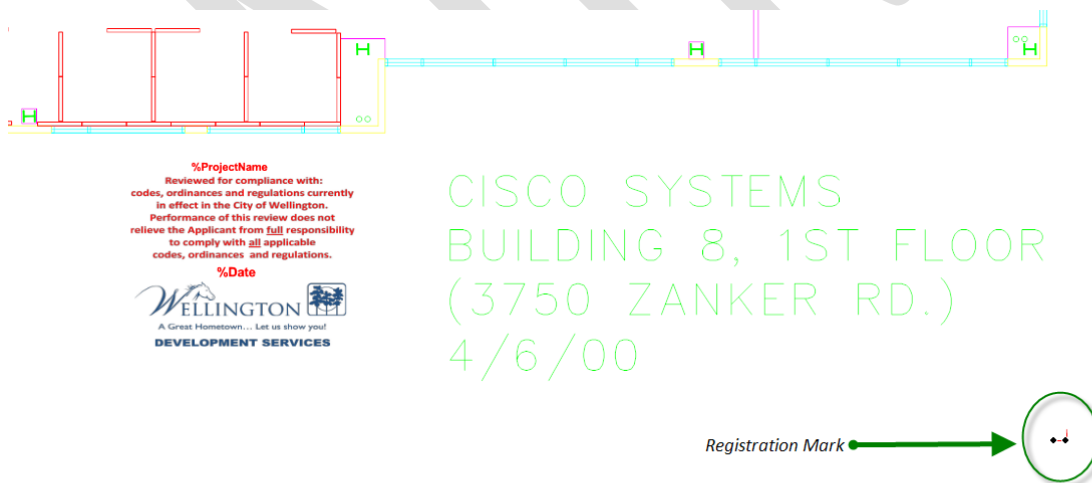 H
H
H
H
%ProjectName
Reviewed for compliance with:
codes, ordinances and regulations currently
in effect in the City of Wellington.
Performance of this review does not
relieve the Applicant from full responsibility
to comply with all applicable
codes, ordinances and regulations.
%Date
WELLINGTON
A Great Hometown... Let us show you!
DEVELOPMENT SERVICES
CISCO SYSTEMS
BUILDING 8, 1ST FLOOR
(3750 ZANKER RD.)
4/6/00
Registration Mark